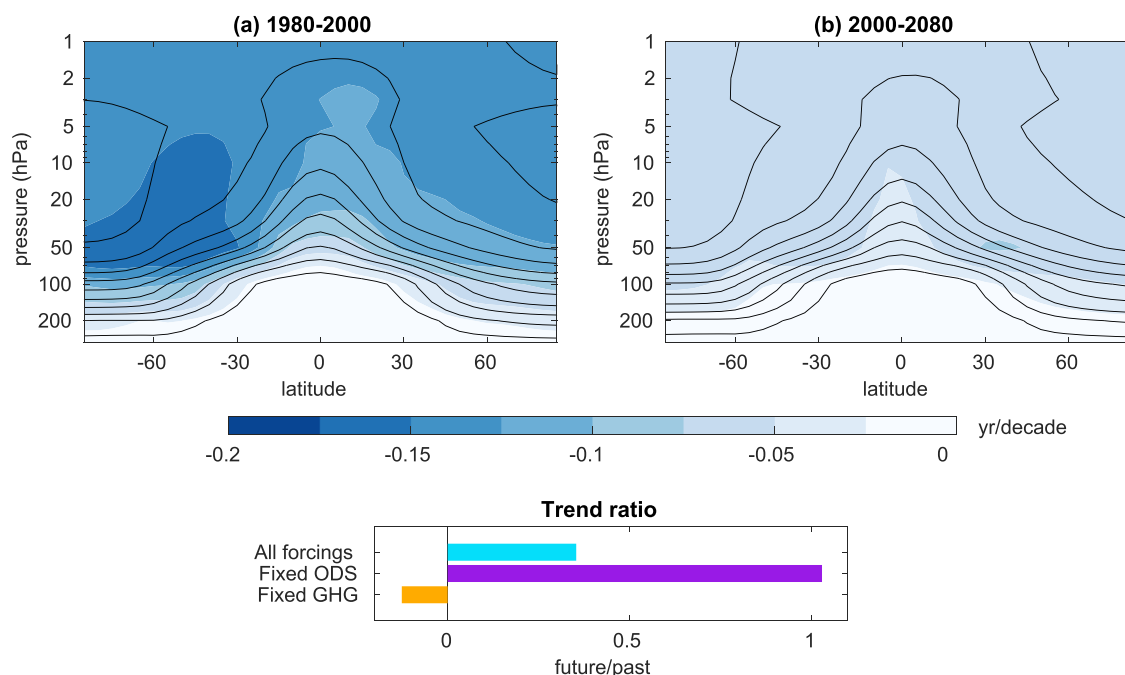 (a) 1980-2000
(b) 2000-2080
pressure (hPa)
1
2
5
10
20
50
100
200
-60 -30 0 30 60
latitude
pressure (hPa)
1
2
5
10
20
50
100
200
-60 -30 0 30 60
latitude
-0.2 -0.15 -0.1 -0.05 0
yr/decade
Trend ratio
All forcings
Fixed ODS
Fixed GHG
0 0.5 1
future/past